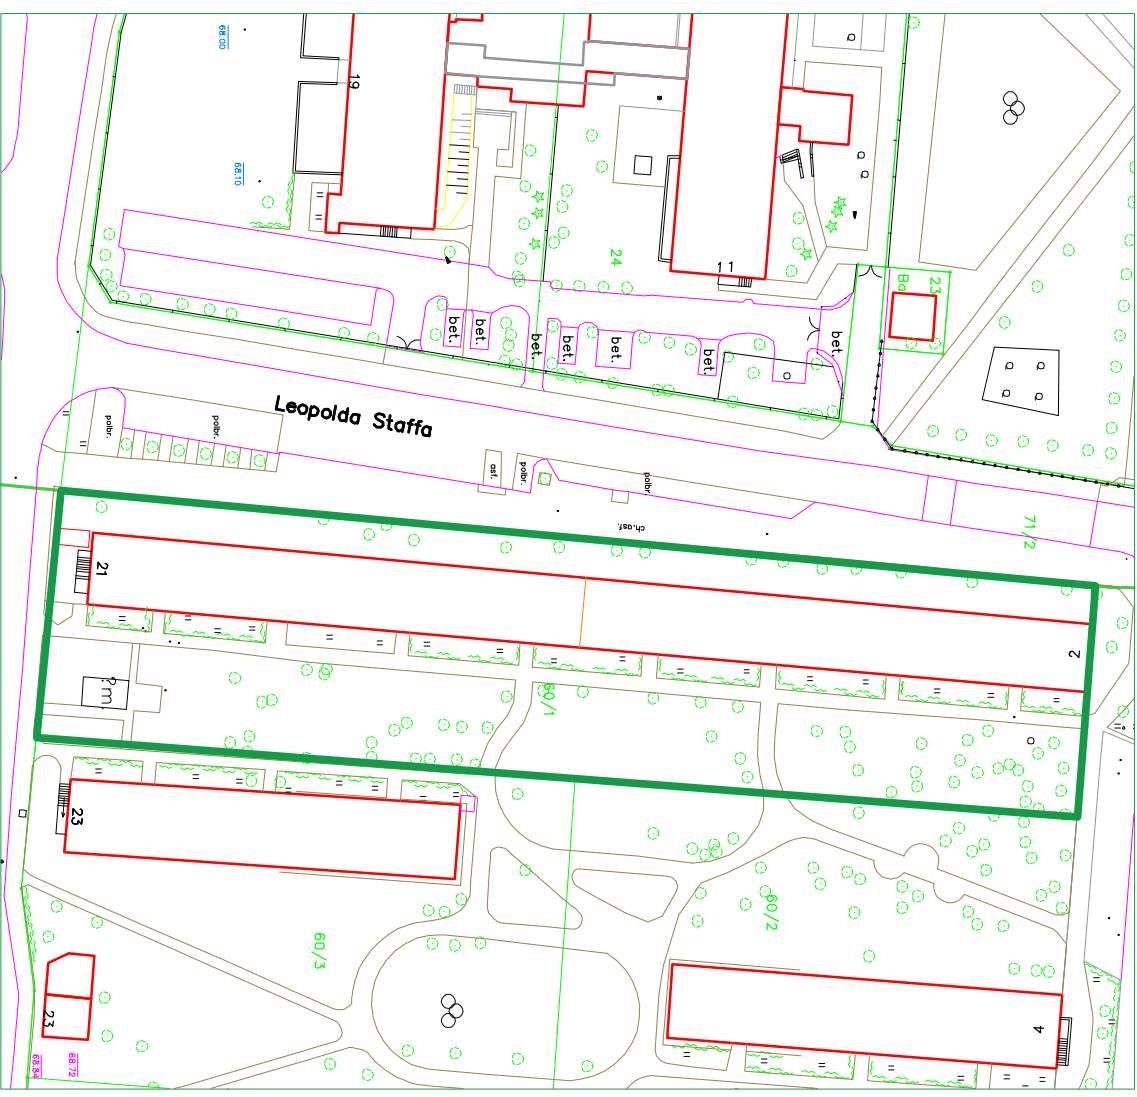 68.00
19
68.10
24
11
23
Ba
bet.
bet.
bet.
bet.
bet.
bet.
bet.
Leopolda Staffa
polbr.
polbr.
ast.
polbr.
polbr.
ch.asf.
71/2
21
2
?m
60/1
23
60/2
60/3
4
23
68.84
68.72